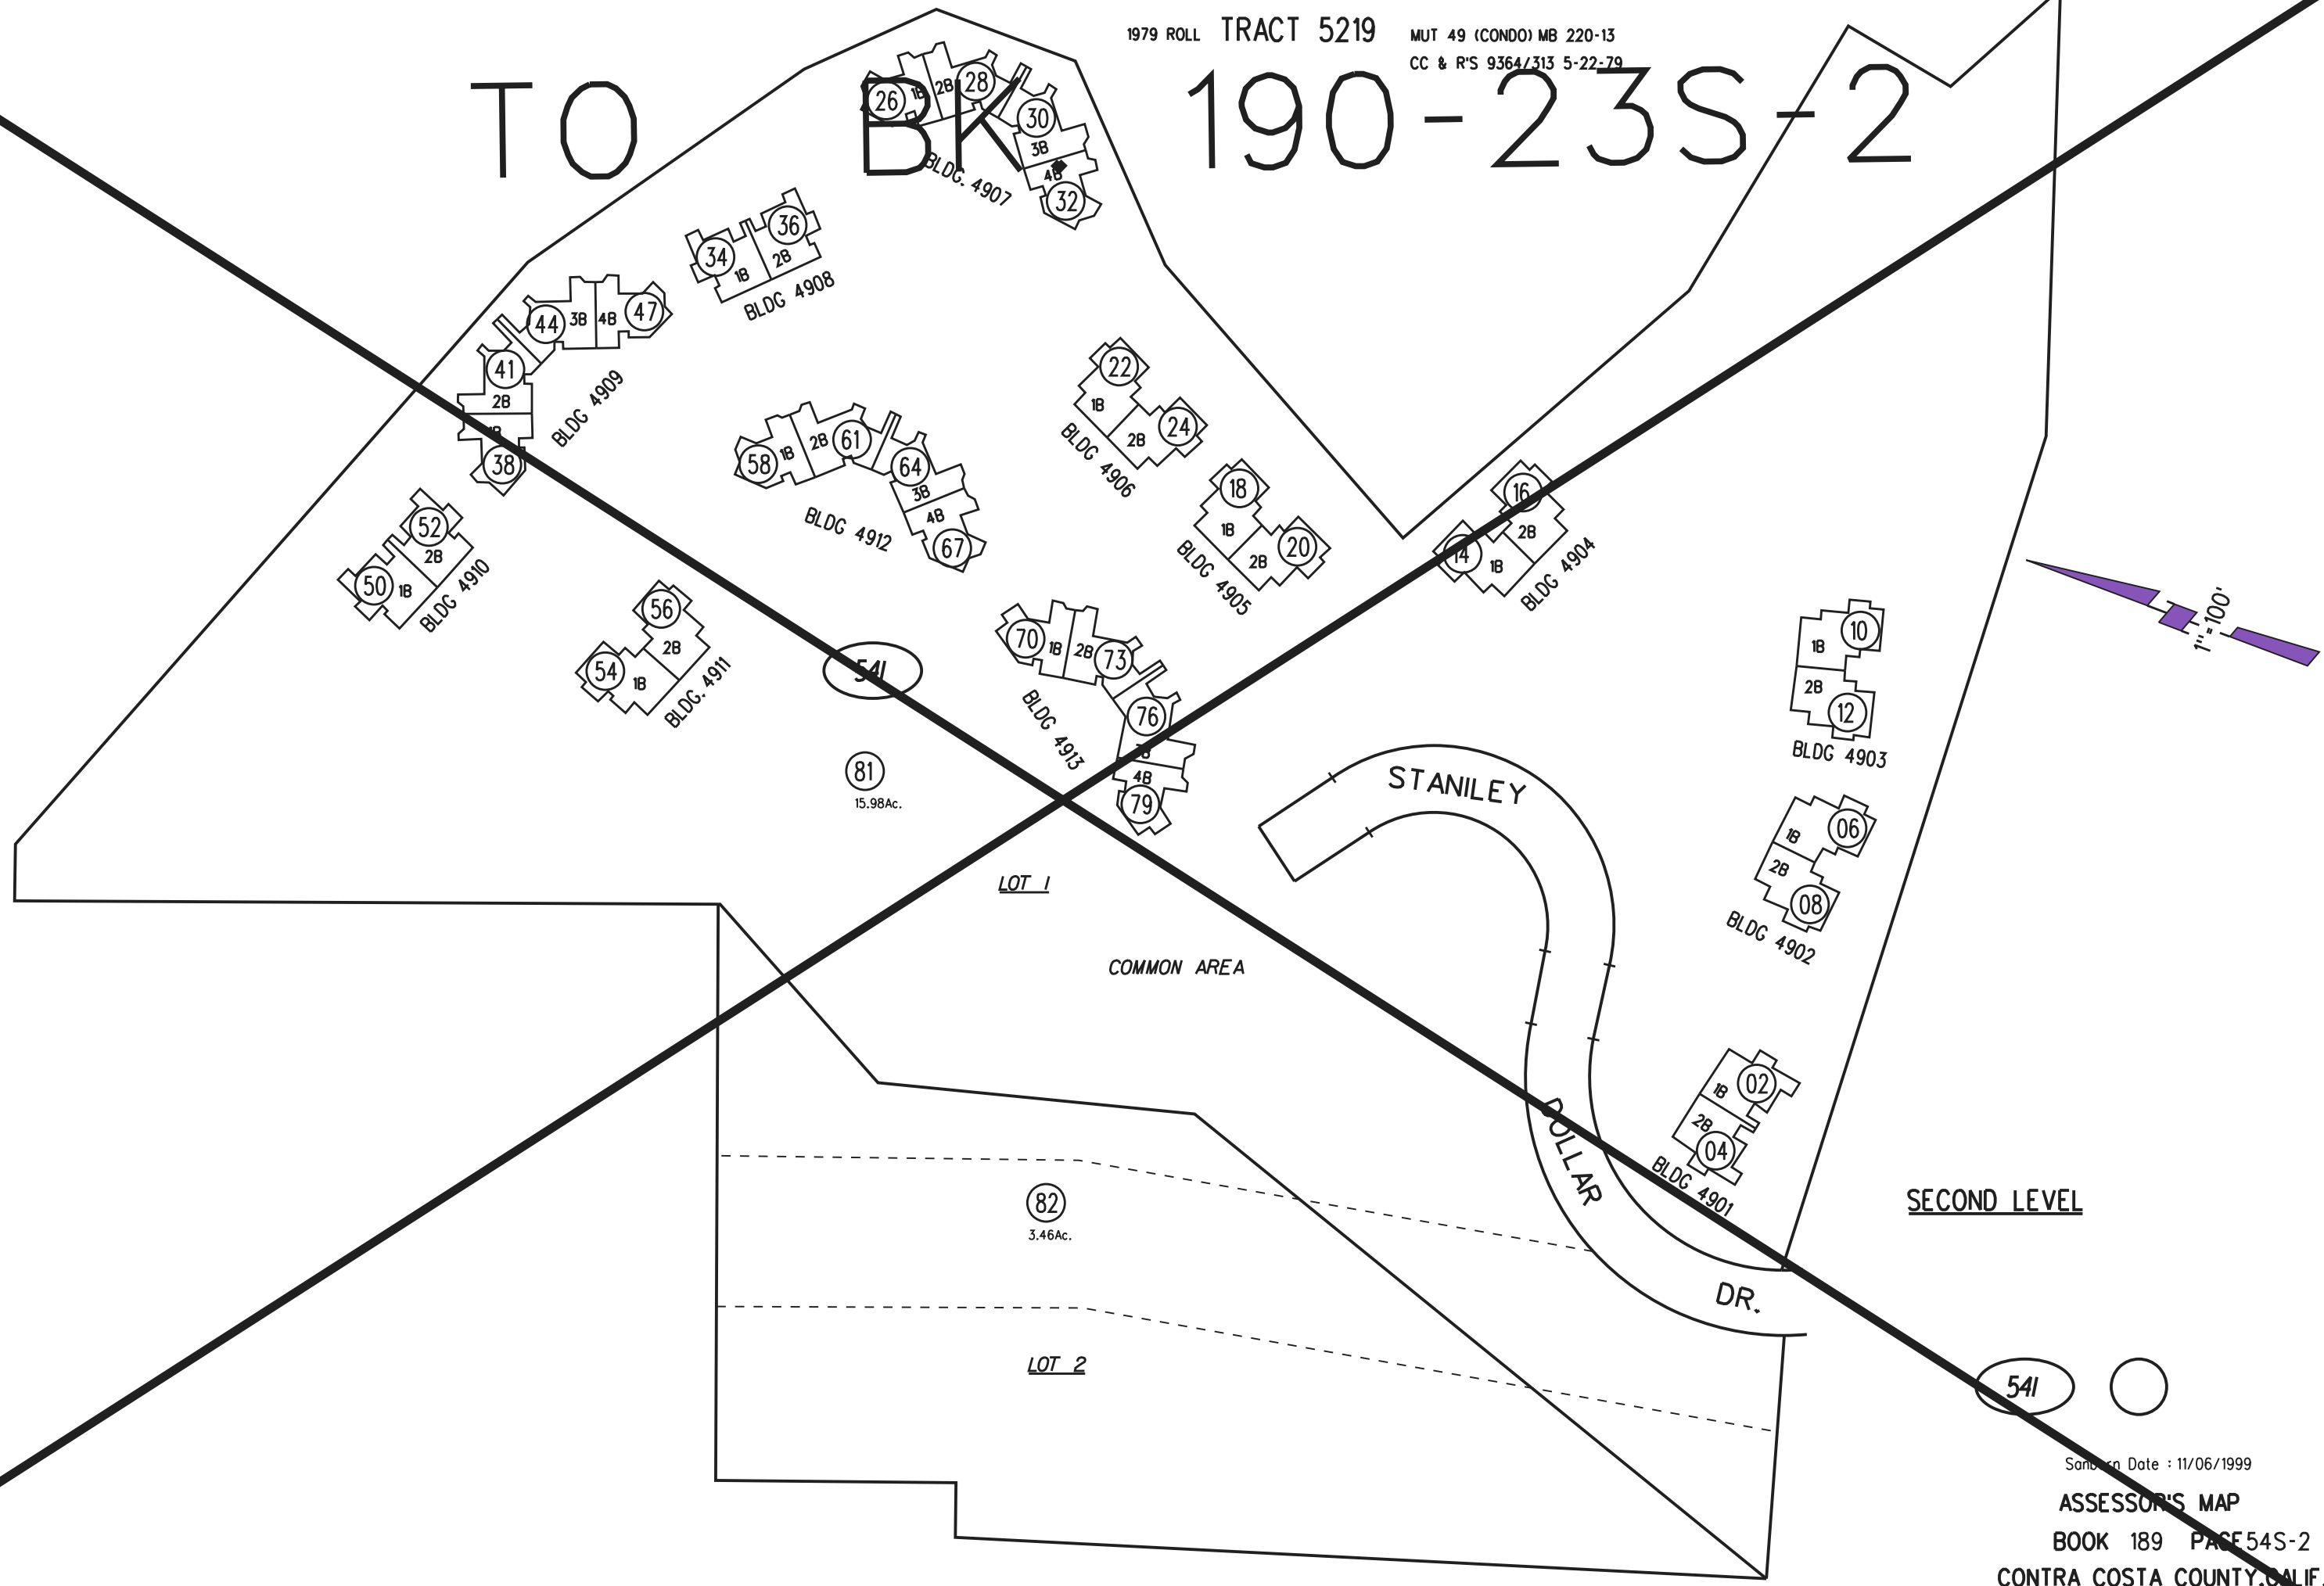 1979 ROLL TRACT 5219 MUT 49 (CONDO) MB 220-13
CC & R'S 9364/313 5-22-79
TO BK 190-23S-2
26 1B 2B 28
30
3B
4B
32
BLDG. 4907
34 1B 36 2B
BLDG 4908
44 3B 4B 47
41
2B
1B
38
BLDG 4909
22
1B
24
2B
BLDG 4906
58 1B 2B 61
64
3B
4B
67
BLDG 4912
18
1B
20
2B
BLDG 4905
16
2B
14
1B
BLDG 4904
52
2B
50 1B
BLDG 4910
56
2B
54 1B
BLDG. 4911
541
70 1B 2B 73
76
3B
4B
79
BLDG 4913
10
1B
2B
12
BLDG 4903
1"=100'
81
15.98Ac.
STANILEY
06
1B
2B
08
BLDG 4902
LOT 1
COMMON AREA
02
1B
2B
04
BLDG 4901
DOLLAR
DR.
82
3.46Ac.
SECOND LEVEL
LOT 2
541
Sanborn Date : 11/06/1999
ASSESSOR'S MAP
BOOK 189 PAGE 54S-2
CONTRA COSTA COUNTY, CALIF